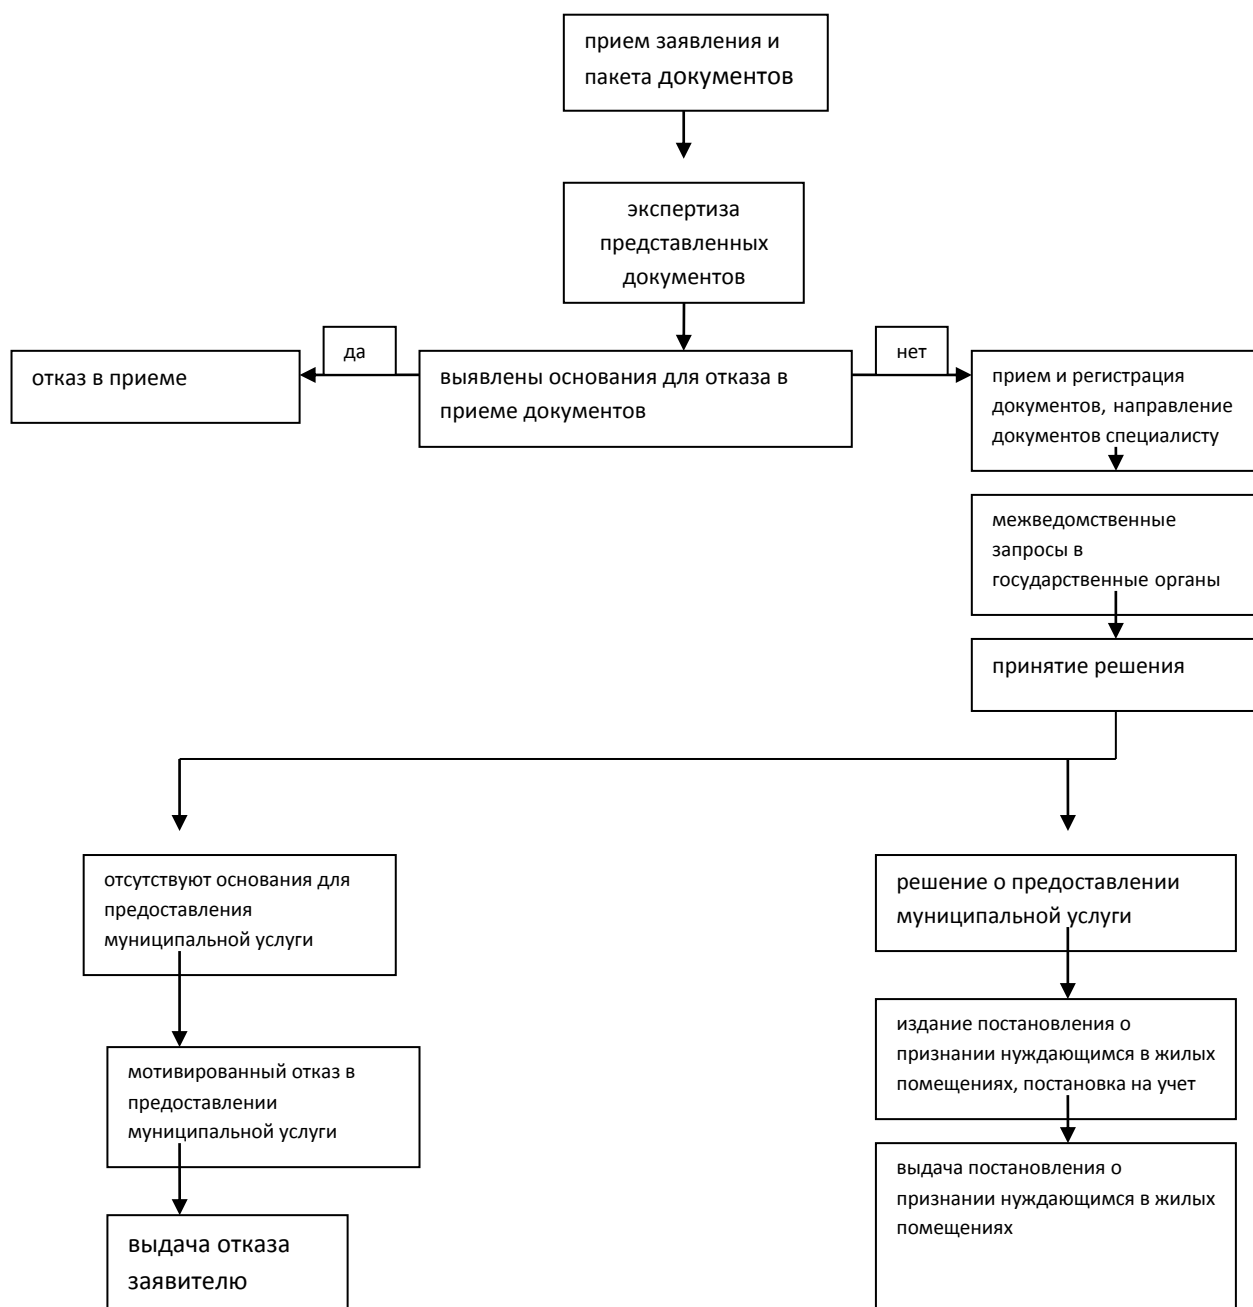 прием заявления и
пакета документов
экспертиза
представленных
документов
да
нет
отказ в приеме
выявлены основания для отказа в
приеме документов
прием и регистрация
документов, направление
документов специалисту
межведомственные
запросы в
государственные органы
принятие решения
отсутствуют основания для
предоставления
муниципальной услуги
решение о предоставлении
муниципальной услуги
издание постановления о
признании нуждающимся в жилых
помещениях, постановка на учет
мотивированный отказ в
предоставлении
муниципальной услуги
выдача постановления о
признании нуждающимся в жилых
помещениях
выдача отказа
заявителю